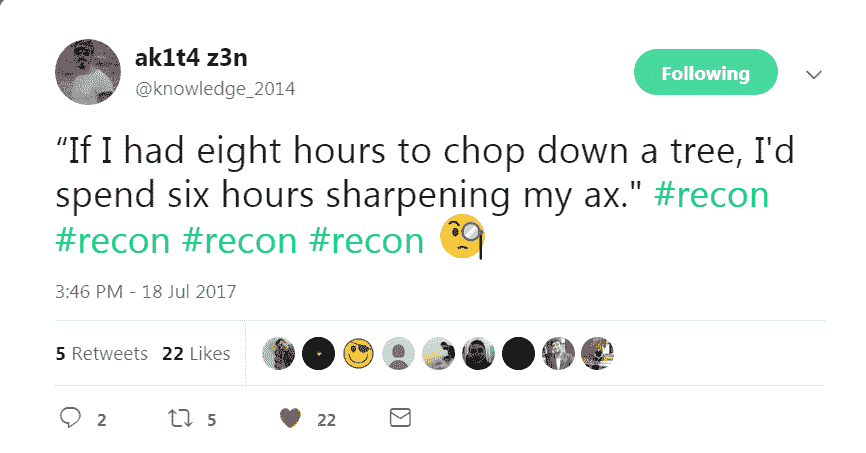 ak1t4 z3n
@knowledge_2014
Following
“If I had eight hours to chop down a tree, I'd
spend six hours sharpening my ax." #recon
#recon #recon #recon
3:46 PM - 18 Jul 2017
5 Retweets 22 Likes
2 5 22